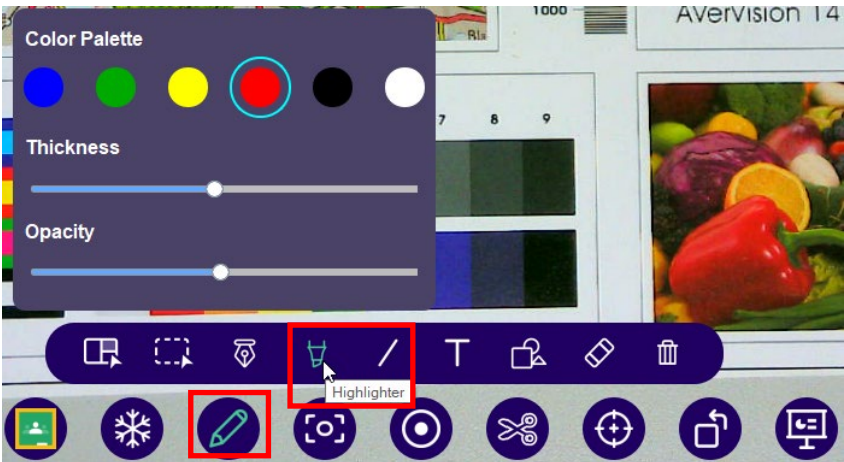 1000
AVerVision 14
Color Palette
7 8 9
Thickness
Opacity
Highlighter